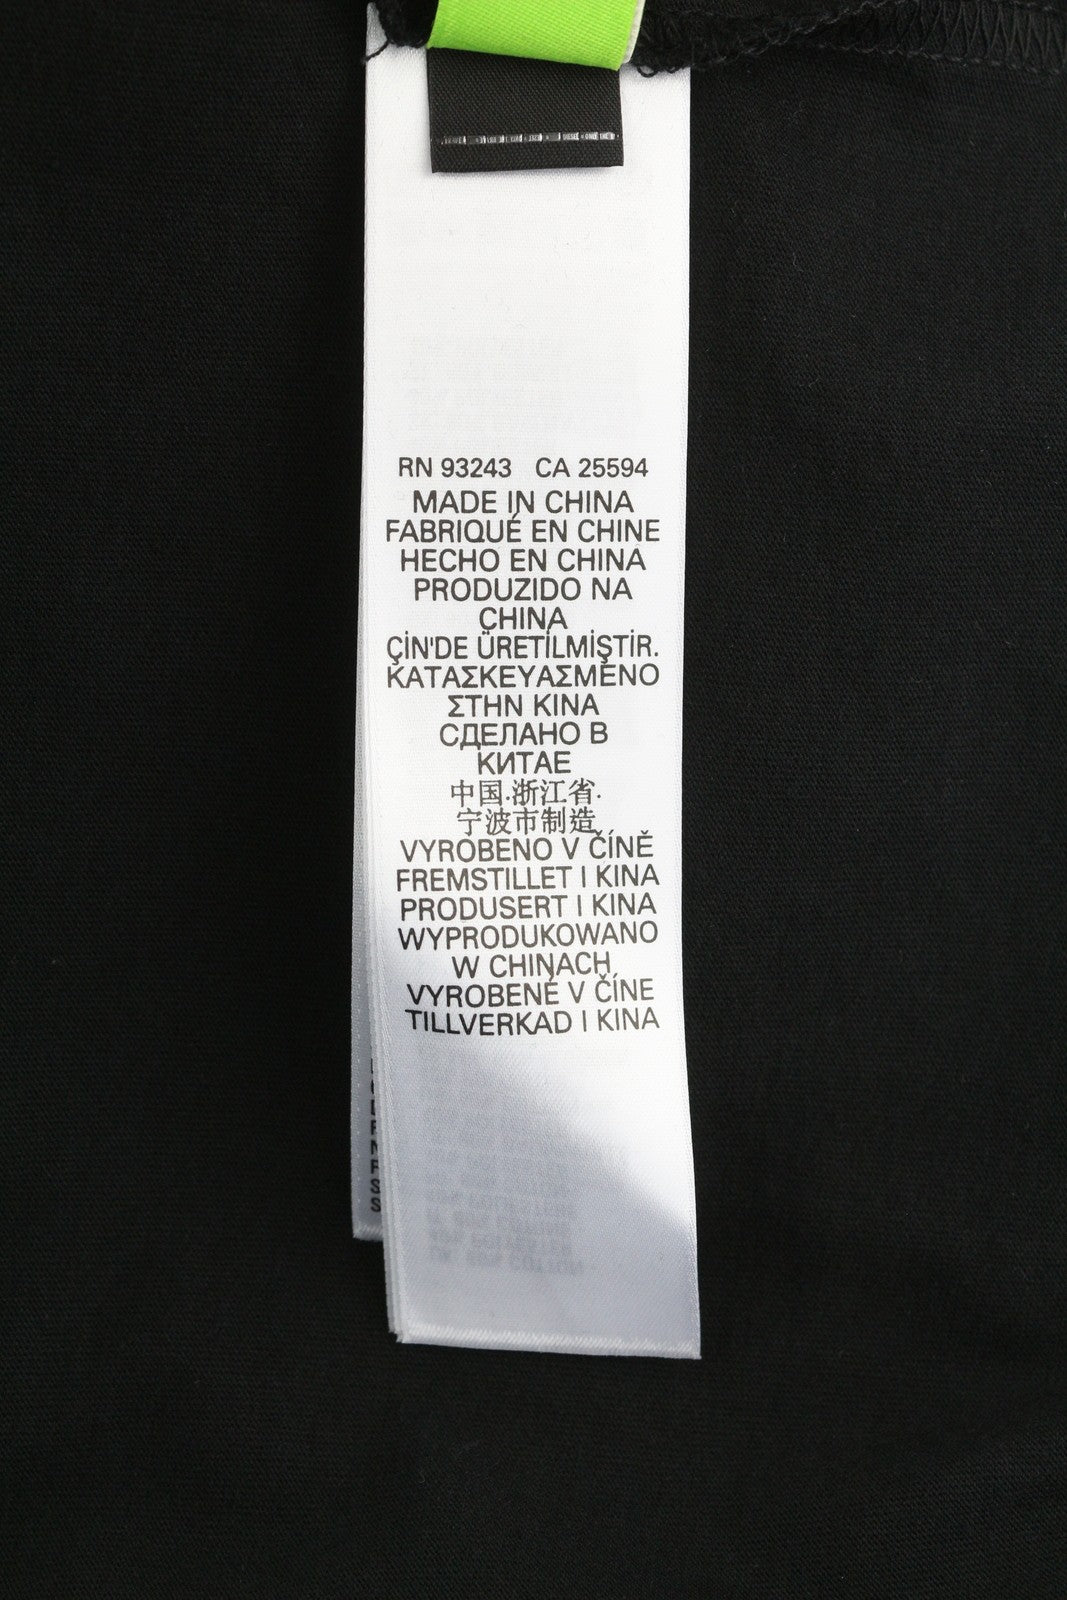 RN 93243 CA 25594
MADE IN CHINA
FABRIQUÉ EN CHINE
HECHO EN CHINA
PRODUZIDO NA
CHINA
ÇİN'DE ÜRETİLMİŞTİR.
ΚΑΤΑΣΚΕΥΑΣΜΕΝΟ
ΣΤΗΝ ΚΙΝΑ
СДЕЛАНО В
КИТАЕ
中国.浙江省.
宁波市制造
VYROBENO V ČÍNĚ
FREMSTILLET I KINA
PRODUSERT I KINA
WYPRODUKOWANO
W CHINACH
VYROBENÉ V ČÍNE
TILLVERKAD I KINA